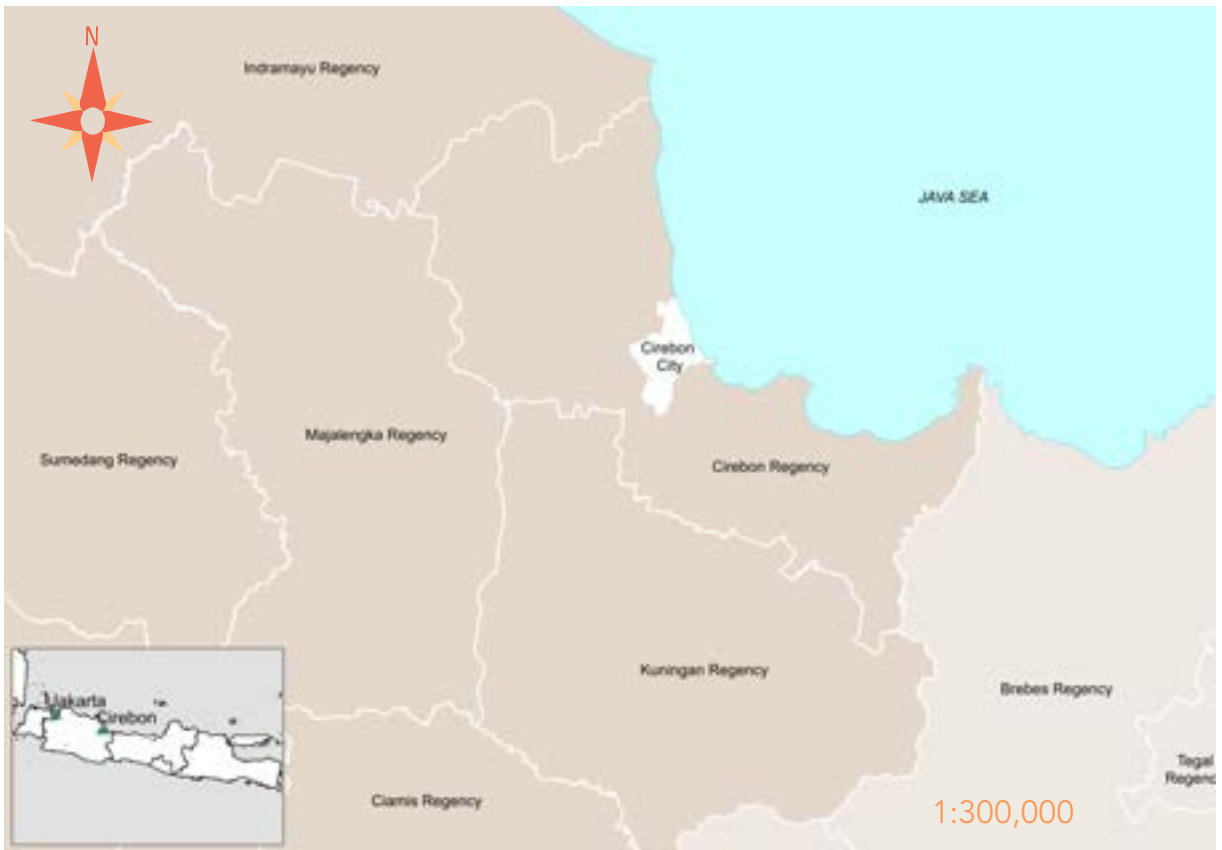 N
Indramayu Regency
JAVA SEA
Cirebon
City
Majalengka Regency
Sumedang Regency
Cirebon Regency
Kuningan Regency
Brebes Regency
Jakarta
Cirebon
Tegal
Regenc
Ciamis Regency
1:300,000